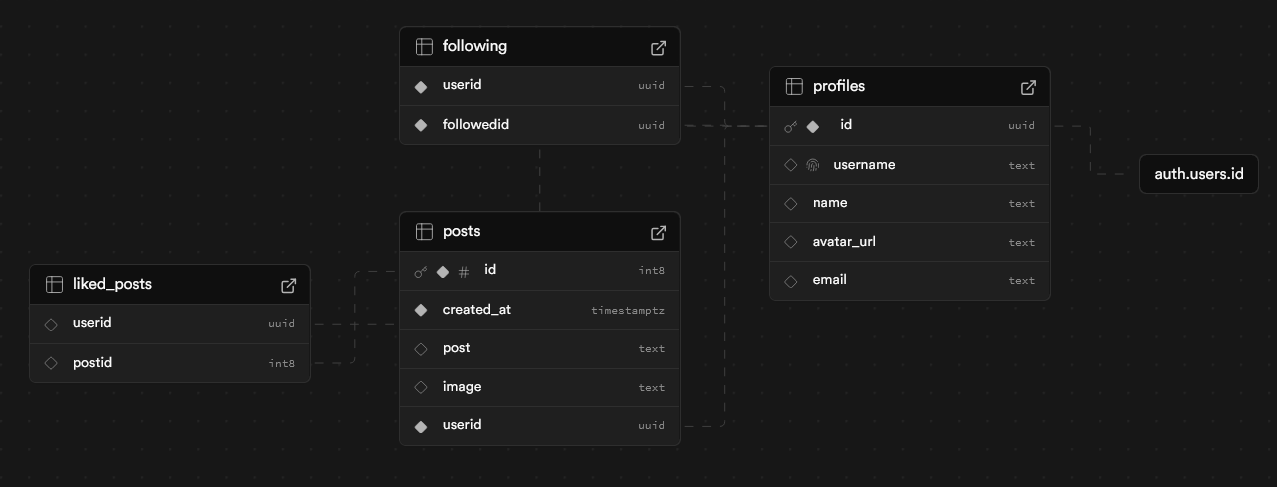 following
userid uuid
followedid uuid
profiles
id uuid
username text
name text
avatar_url text
email text
auth.users.id
posts
# id int8
created_at timestamptz
post text
image text
userid uuid
liked_posts
userid uuid
postid int8